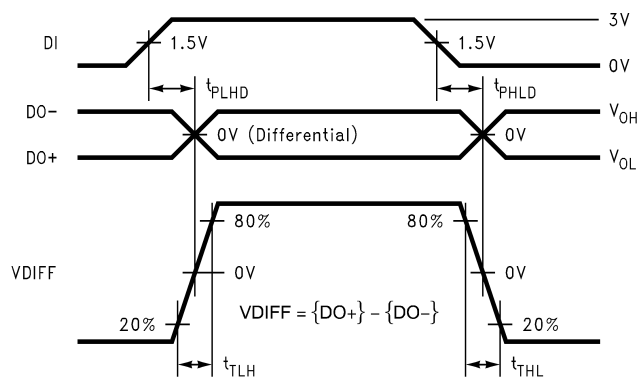 3V
DI
1.5V
1.5V
0V
tPLHD
tPHLD
DO-
VOH
0V (Differential)
0V
DO+
VOL
80%
80%
VDIFF
0V
0V
VDIFF = {DO+} - {DO-}
20%
20%
tTLH
tTHL